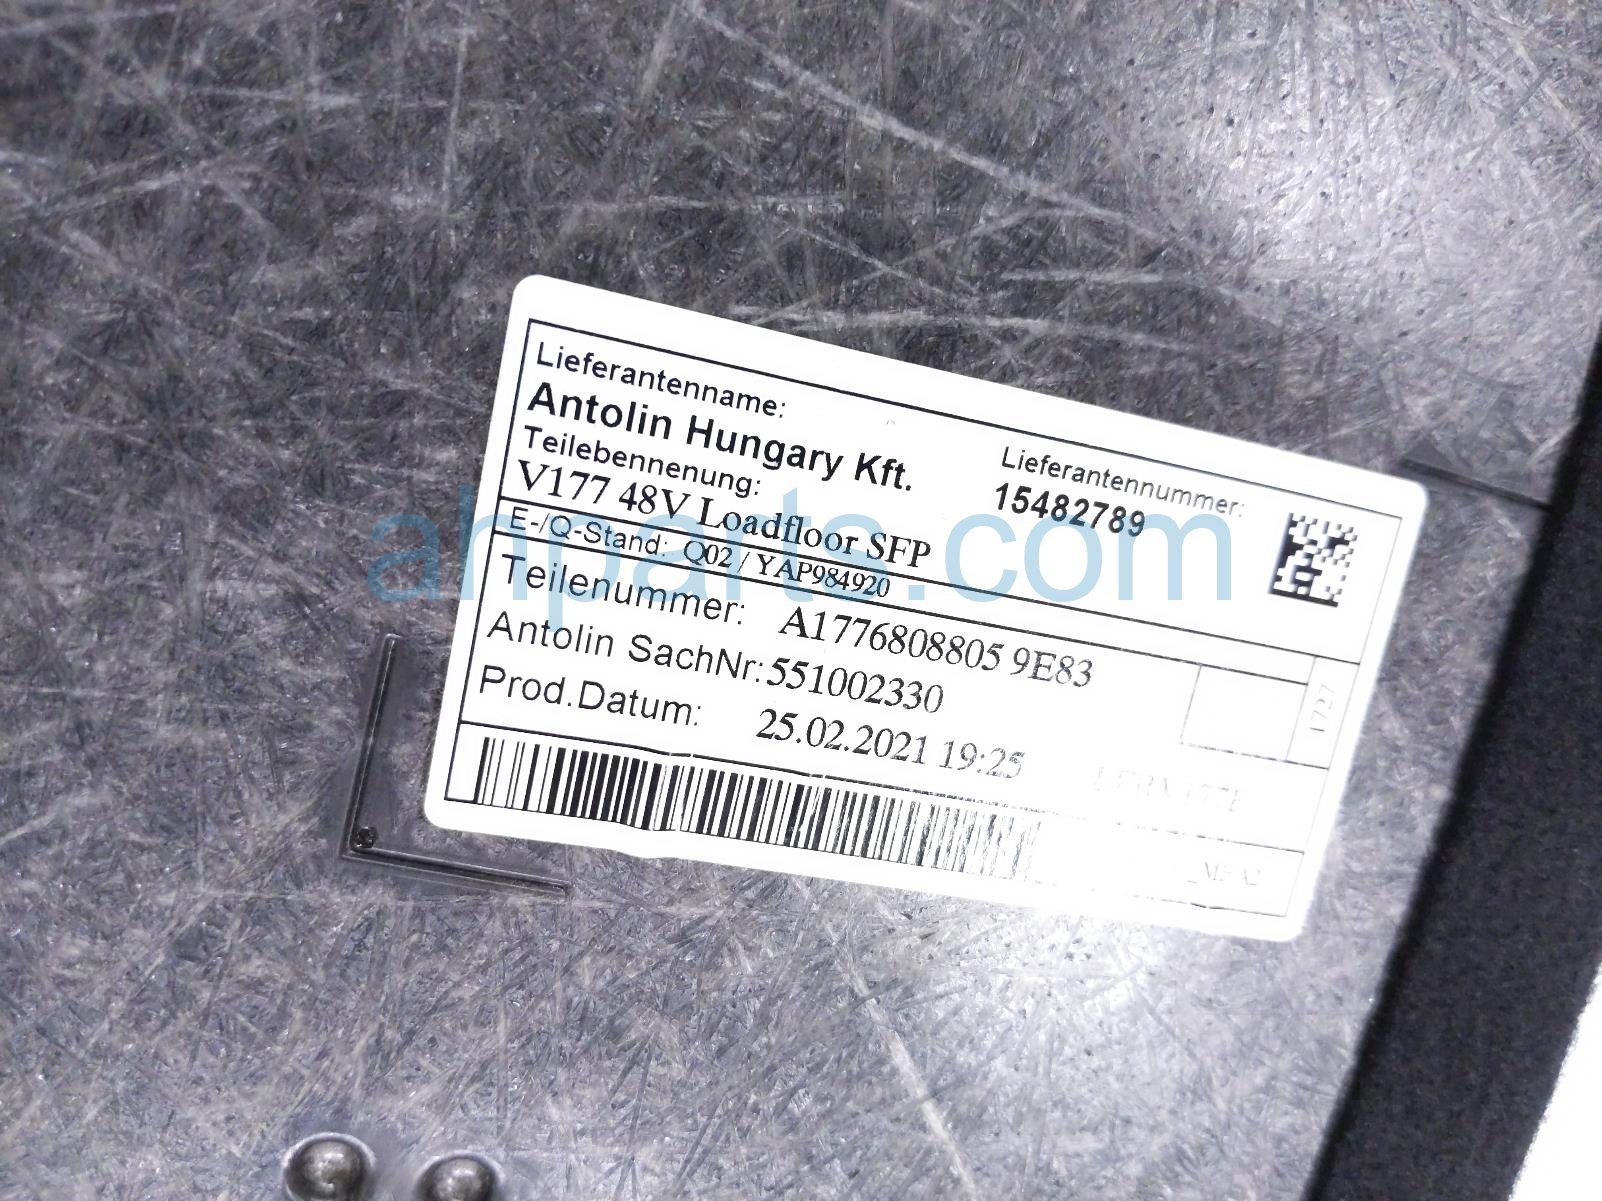 Lieferantenname:
Antolin Hungary Kft.
Lieferantennummer:
15482789
Teilebennenung:
V177 48V Loadfloor SFP
E-/Q-Stand: Q02 / YAP984920
Teilenummer: A1776808805 9E83
Antolin SachNr: 551002330
Prod.Datum: 25.02.2021 19:25
1727
ahparts.com